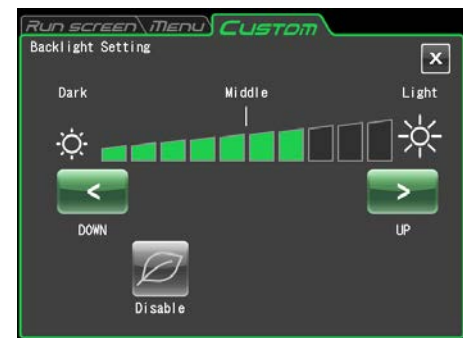 Run screen Menu Custom
Backlight Setting
x
Dark Middle Light
< >
DOWN UP
Disable